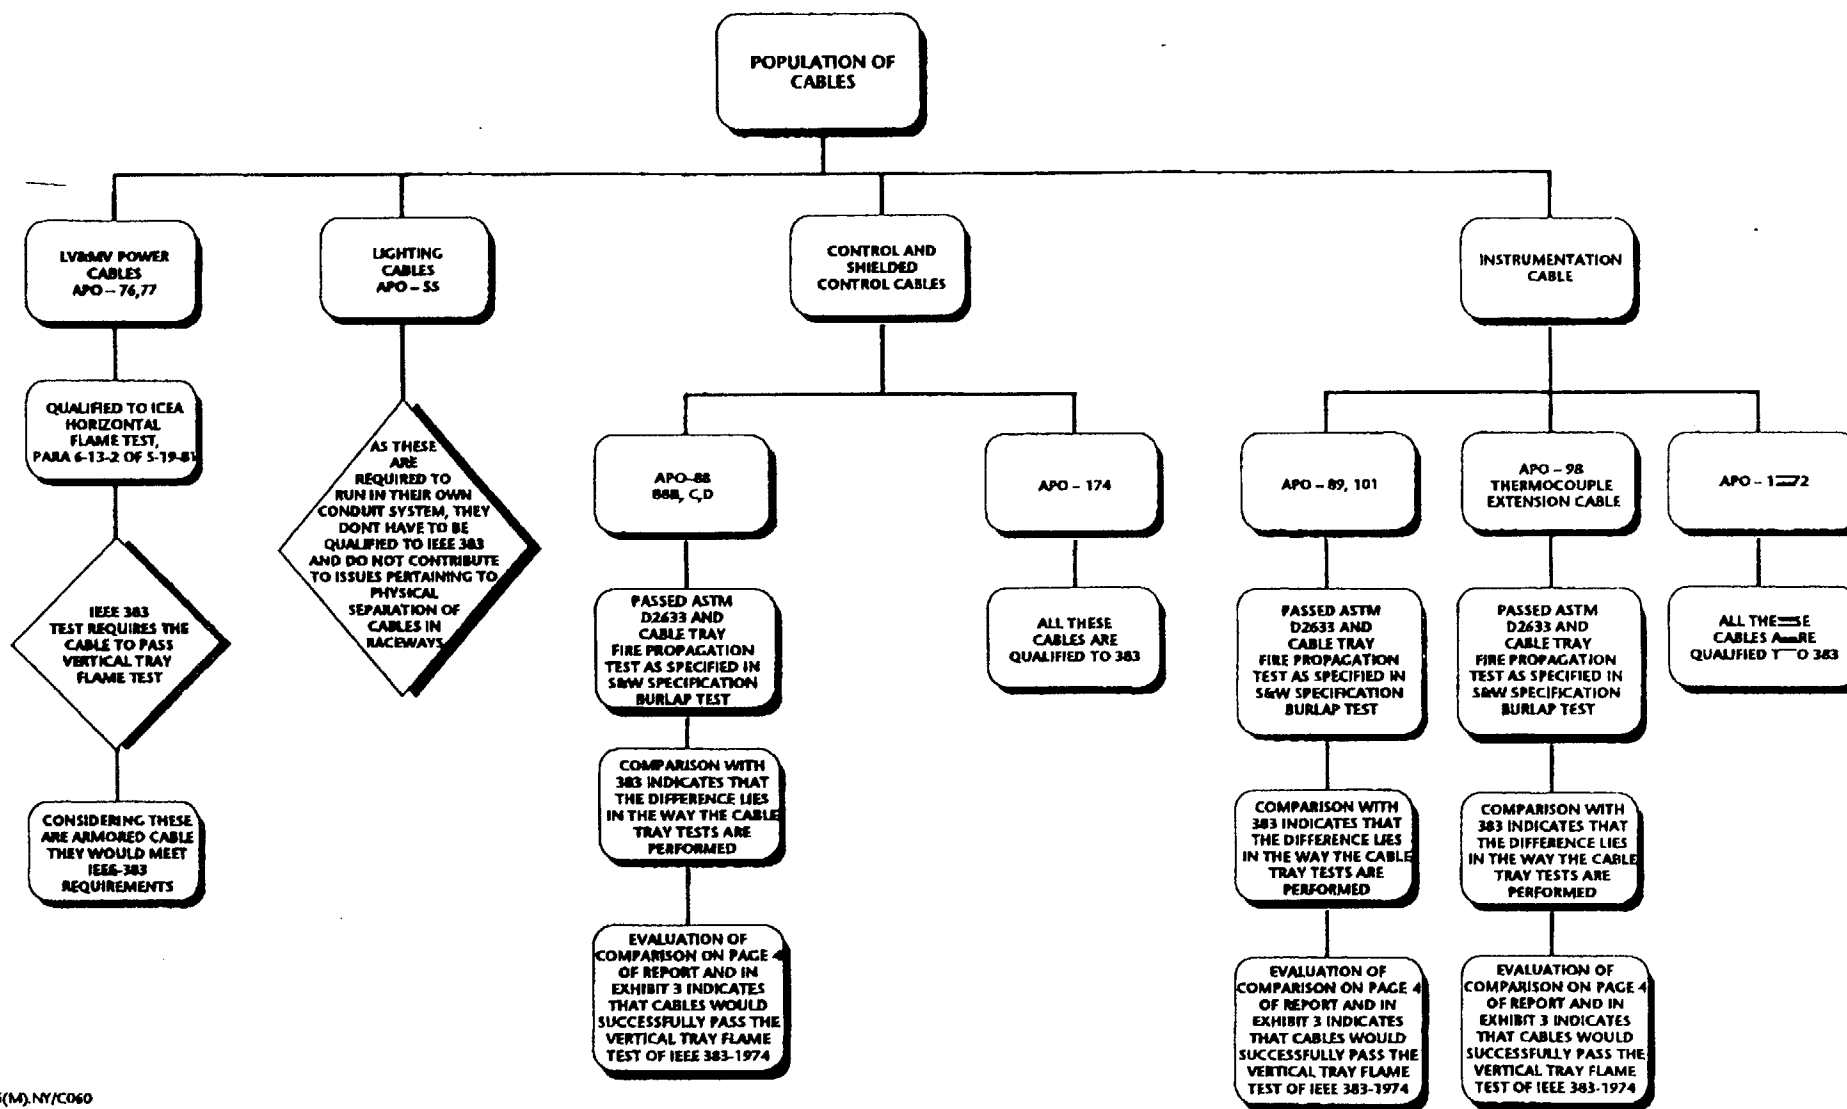 POPULATION OF
CABLES
LV&MV POWER
CABLES
APO – 76,77
LIGHTING
CABLES
APO – 55
CONTROL AND
SHIELDED
CONTROL CABLES
INSTRUMENTATION
CABLE
QUALIFIED TO ICEA
HORIZONTAL
FLAME TEST,
PARA 6-13-2 OF S-19-81
IEEE 383
TEST REQUIRES THE
CABLE TO PASS
VERTICAL TRAY
FLAME TEST
CONSIDERING THESE
ARE ARMORED CABLE
THEY WOULD MEET
IEEE-383
REQUIREMENTS
AS THESE
ARE
REQUIRED TO
RUN IN THEIR OWN
CONDUIT SYSTEM, THEY
DONT HAVE TO BE
QUALIFIED TO IEEE 383
AND DO NOT CONTRIBUTE
TO ISSUES PERTAINING TO
PHYSICAL
SEPARATION OF
CABLES IN
RACEWAYS
APO-88
88B, C,D
PASSED ASTM
D2633 AND
CABLE TRAY
FIRE PROPAGATION
TEST AS SPECIFIED IN
S&W SPECIFICATION
BURLAP TEST
COMPARISON WITH
383 INDICATES THAT
THE DIFFERENCE LIES
IN THE WAY THE CABLE
TRAY TESTS ARE
PERFORMED
EVALUATION OF
COMPARISON ON PAGE 4
OF REPORT AND IN
EXHIBIT 3 INDICATES
THAT CABLES WOULD
SUCCESSFULLY PASS THE
VERTICAL TRAY FLAME
TEST OF IEEE 383-1974
APO – 174
ALL THESE
CABLES ARE
QUALIFIED TO 383
APO – 89, 101
PASSED ASTM
D2633 AND
CABLE TRAY
FIRE PROPAGATION
TEST AS SPECIFIED IN
S&W SPECIFICATION
BURLAP TEST
COMPARISON WITH
383 INDICATES THAT
THE DIFFERENCE LIES
IN THE WAY THE CABLE
TRAY TESTS ARE
PERFORMED
EVALUATION OF
COMPARISON ON PAGE 4
OF REPORT AND IN
EXHIBIT 3 INDICATES
THAT CABLES WOULD
SUCCESSFULLY PASS THE
VERTICAL TRAY FLAME
TEST OF IEEE 383-1974
APO – 98
THERMOCOUPLE
EXTENSION CABLE
PASSED ASTM
D2633 AND
CABLE TRAY
FIRE PROPAGATION
TEST AS SPECIFIED IN
S&W SPECIFICATION
BURLAP TEST
COMPARISON WITH
383 INDICATES THAT
THE DIFFERENCE LIES
IN THE WAY THE CABLE
TRAY TESTS ARE
PERFORMED
EVALUATION OF
COMPARISON ON PAGE 4
OF REPORT AND IN
EXHIBIT 3 INDICATES
THAT CABLES WOULD
SUCCESSFULLY PASS THE
VERTICAL TRAY FLAME
TEST OF IEEE 383-1974
APO –
ALL THESE
CABLES ARE
QUALIFIED TO 383
(M).NY/C060